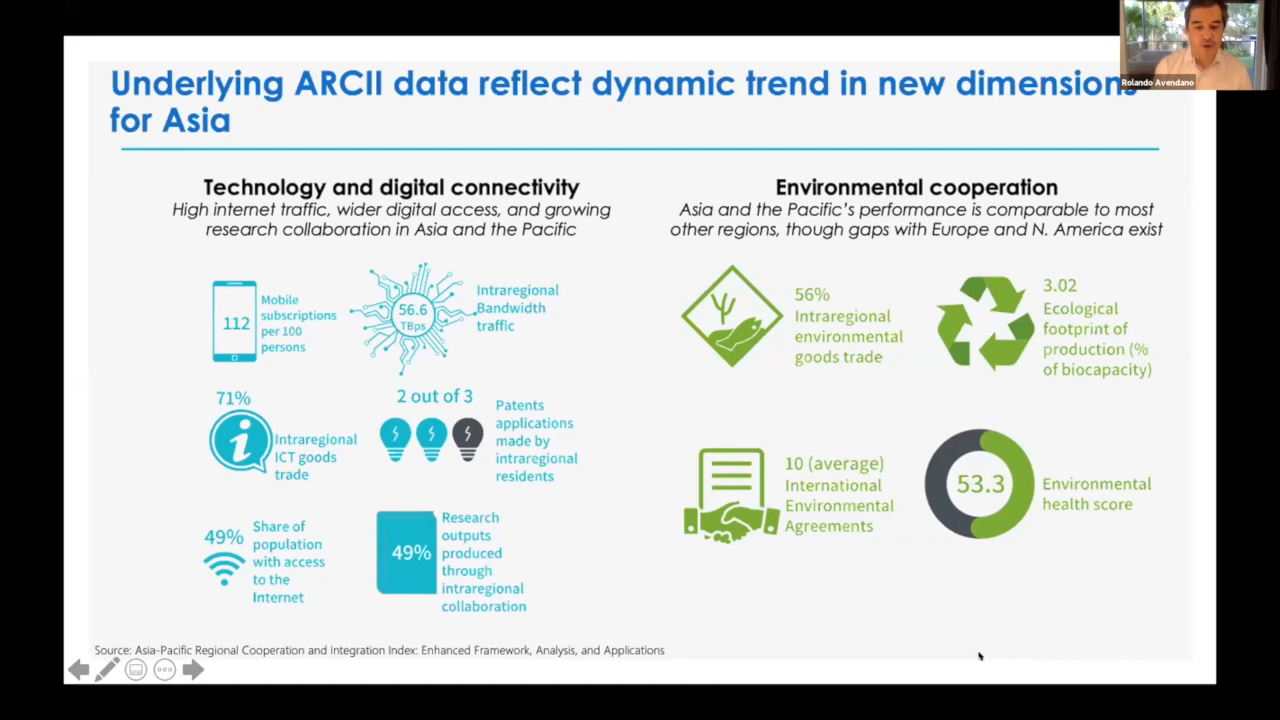 Underlying ARCII data reflect dynamic trend in new dimensions
for Asia
Rolando Avendano
Technology and digital connectivity
High internet traffic, wider digital access, and growing
research collaboration in Asia and the Pacific
112
Mobile
subscriptions
per 100
persons
56.6
TBps
Intraregional
Bandwidth
traffic
71%
Intraregional
ICT goods
trade
2 out of 3
Patents
applications
made by
intraregional
residents
49%
Share of
population
with access
to the
Internet
49%
Research
outputs
produced
through
intraregional
collaboration
Environmental cooperation
Asia and the Pacific's performance is comparable to most
other regions, though gaps with Europe and N. America exist
56%
Intraregional
environmental
goods trade
3.02
Ecological
footprint of
production (%
of biocapacity)
10 (average)
International
Environmental
Agreements
53.3
Environmental
health score
Source: Asia-Pacific Regional Cooperation and Integration Index: Enhanced Framework, Analysis, and Applications